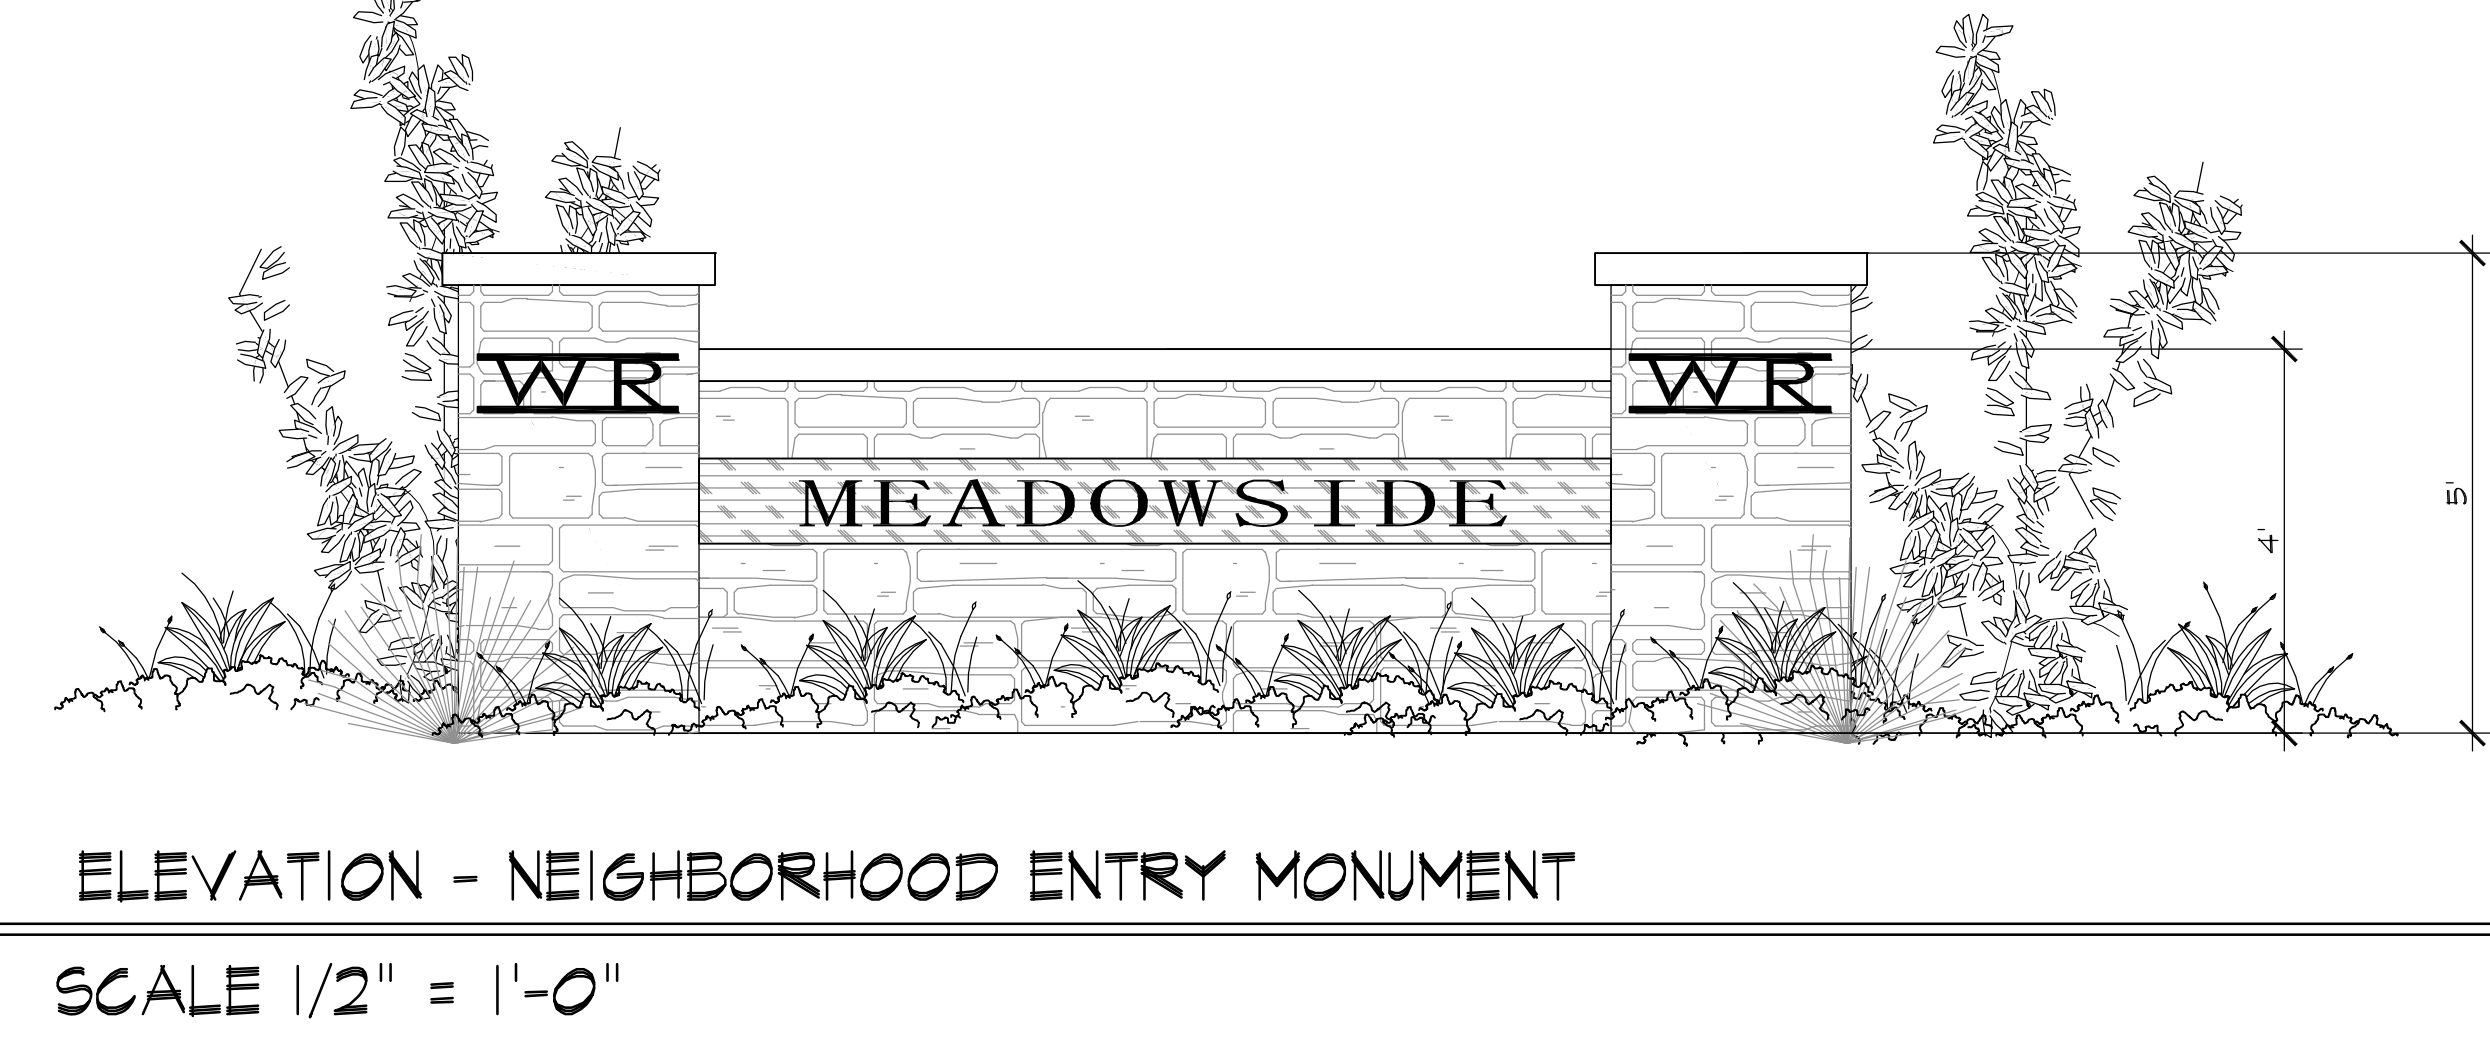 WR WR
MEADOWSIDE
4'
5'
ELEVATION - NEIGHBORHOOD ENTRY MONUMENT
SCALE 1/2" = 1'-0"